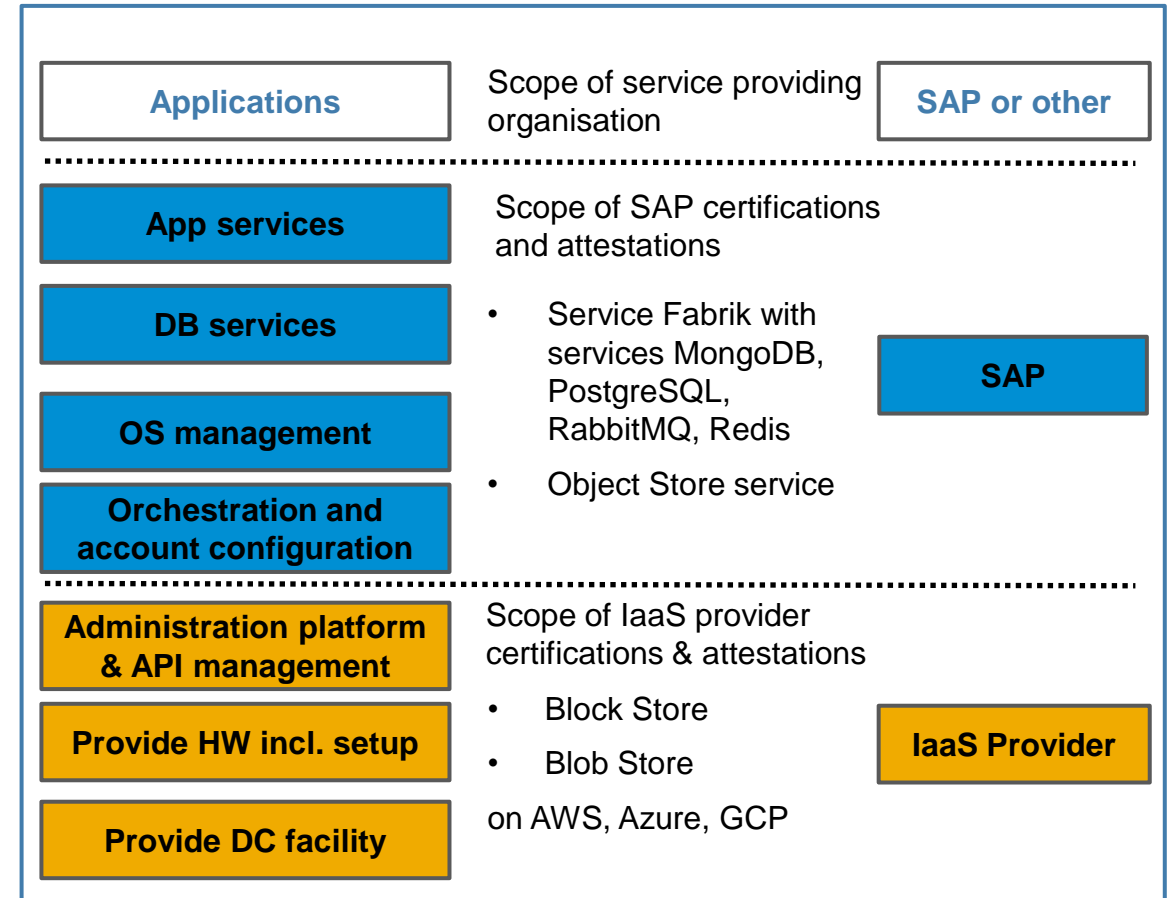 Applications
Scope of service providing
organisation
SAP or other
App services
Scope of SAP certifications
and attestations
DB services
• Service Fabrik with
services MongoDB,
PostgreSQL,
RabbitMQ, Redis
SAP
OS management
• Object Store service
Orchestration and
account configuration
Administration platform
& API management
Scope of IaaS provider
certifications & attestations
• Block Store
Provide HW incl. setup
IaaS Provider
• Blob Store
on AWS, Azure, GCP
Provide DC facility